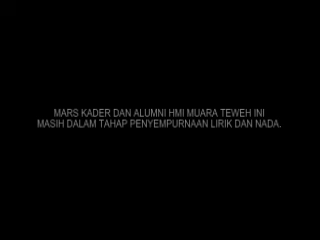 MARS KADER DAN ALUMNI HMI MUARA TEWEH INI
MASIH DALAM TAHAP PENYEMPURNAAN LIRIK DAN NADA.